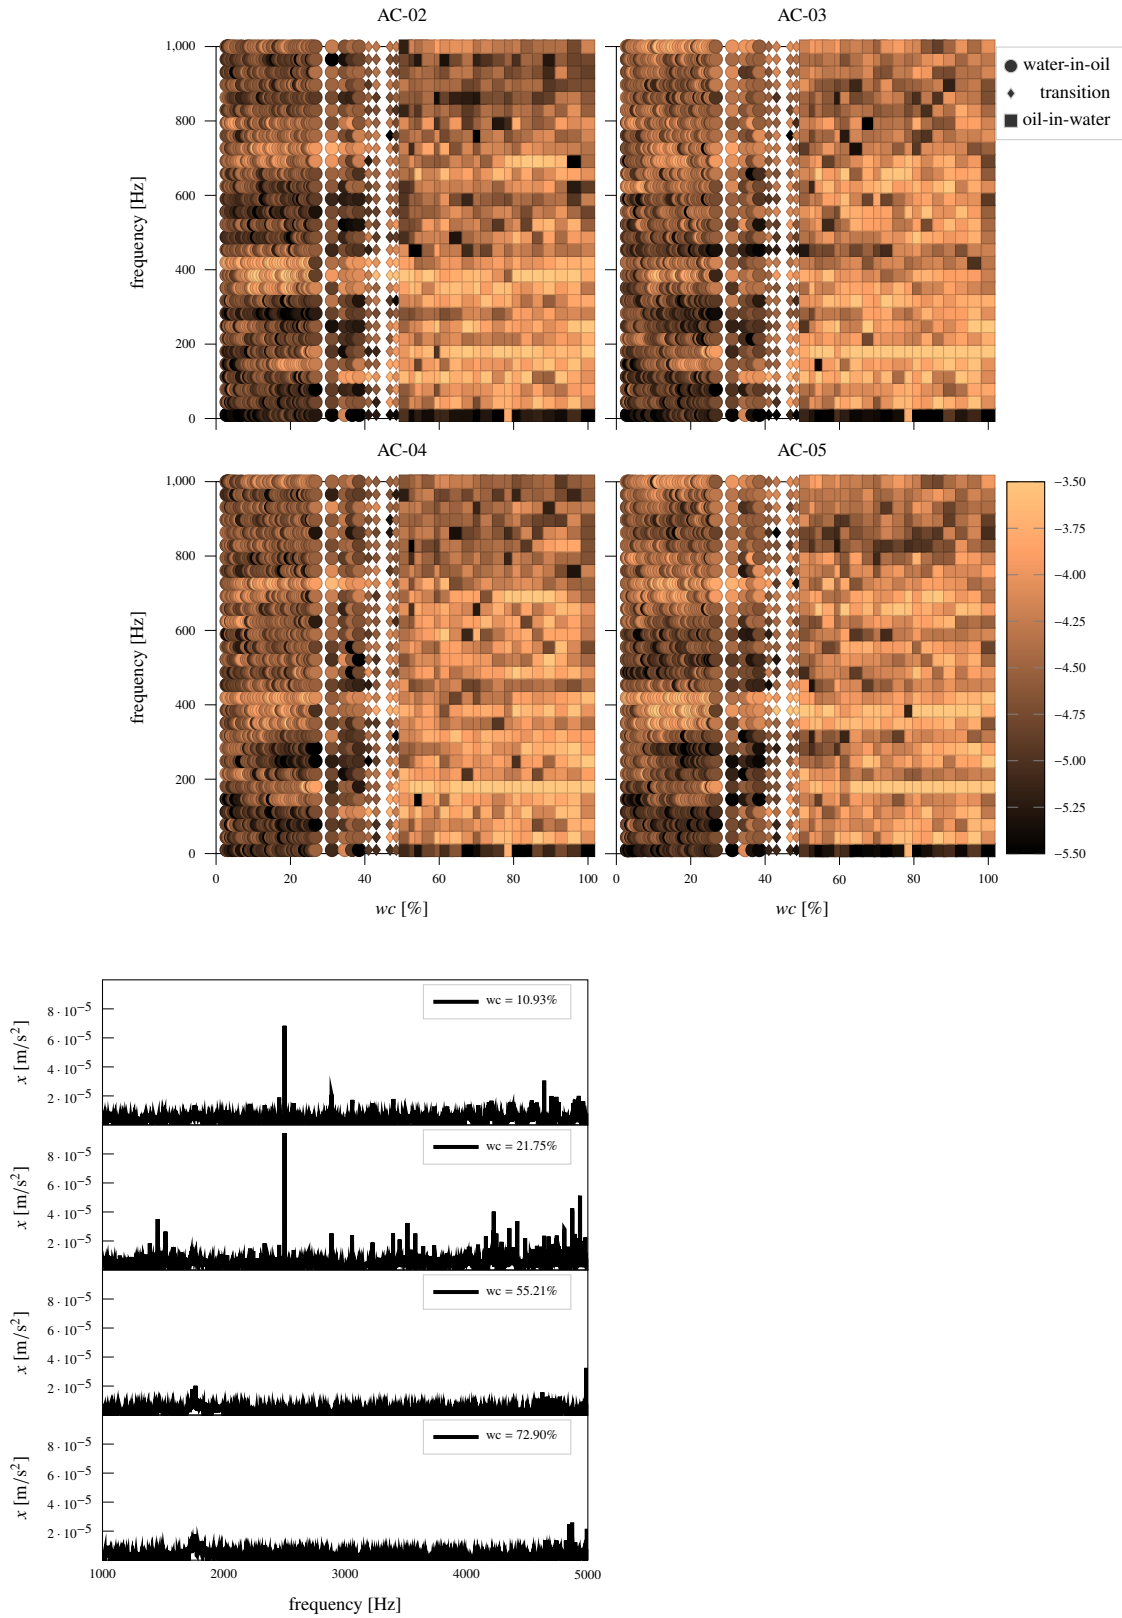 AC-02
AC-03
1,000
800
600
400
200
0
frequency [Hz]
water-in-oil
transition
oil-in-water
AC-04
AC-05
1,000
800
600
400
200
0
frequency [Hz]
0 20 40 60 80 100
wc [%]
0 20 40 60 80 100
wc [%]
−3.50
−3.75
−4.00
−4.25
−4.50
−4.75
−5.00
−5.25
−5.50
8 · 10⁻⁵
6 · 10⁻⁵
4 · 10⁻⁵
2 · 10⁻⁵
x [m/s²]
wc = 10.93%
8 · 10⁻⁵
6 · 10⁻⁵
4 · 10⁻⁵
2 · 10⁻⁵
x [m/s²]
wc = 21.75%
8 · 10⁻⁵
6 · 10⁻⁵
4 · 10⁻⁵
2 · 10⁻⁵
x [m/s²]
wc = 55.21%
8 · 10⁻⁵
6 · 10⁻⁵
4 · 10⁻⁵
2 · 10⁻⁵
x [m/s²]
wc = 72.90%
1000 2000 3000 4000 5000
frequency [Hz]